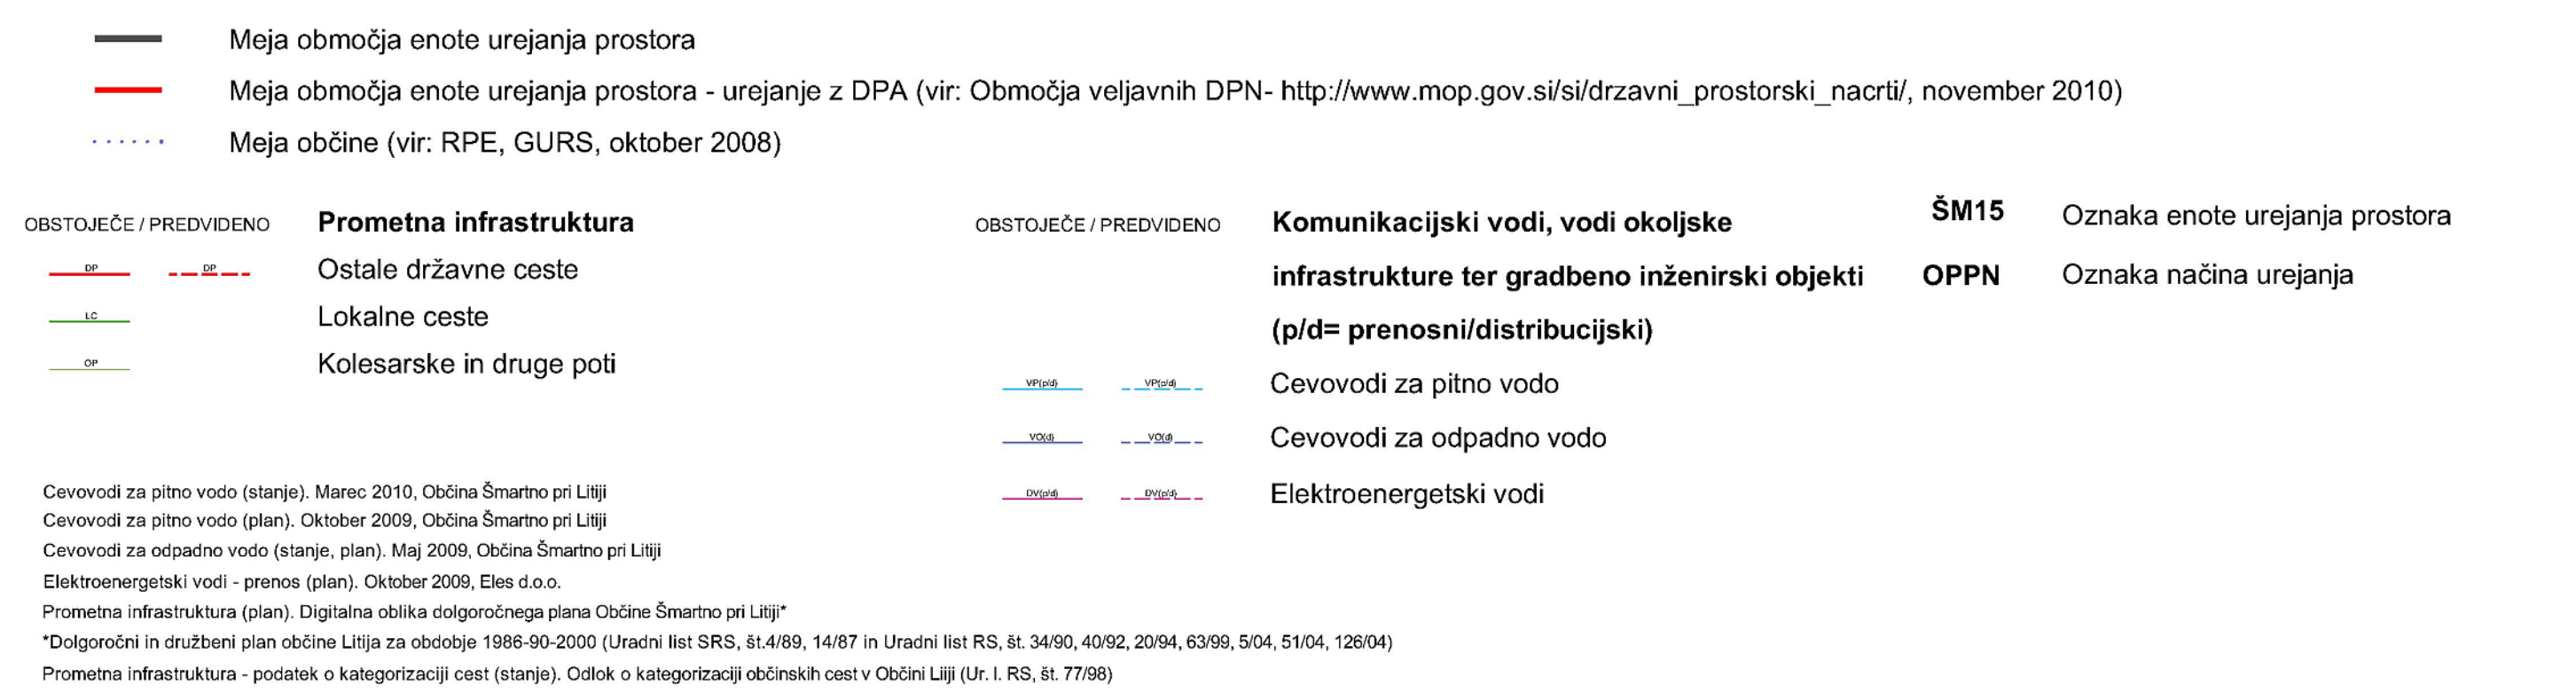 Meja območja enote urejanja prostora
Meja območja enote urejanja prostora - urejanje z DPA (vir: Območja veljavnih DPN- http://www.mop.gov.si/si/drzavni_prostorski_nacrti/, november 2010)
Meja občine (vir: RPE, GURS, oktober 2008)
OBSTOJEČE / PREDVIDENO Prometna infrastruktura
DP DP Ostale državne ceste
LC Lokalne ceste
OP Kolesarske in druge poti
OBSTOJEČE / PREDVIDENO Komunikacijski vodi, vodi okoljske
infrastrukture ter gradbeno inženirski objekti
(p/d= prenosni/distribucijski)
VP(p/d) VP(p/d) Cevovodi za pitno vodo
VO(d) VO(d) Cevovodi za odpadno vodo
DV(p/d) DV(p/d) Elektroenergetski vodi
ŠM15 Oznaka enote urejanja prostora
OPPN Oznaka načina urejanja
Cevovodi za pitno vodo (stanje). Marec 2010, Občina Šmartno pri Litiji
Cevovodi za pitno vodo (plan). Oktober 2009, Občina Šmartno pri Litiji
Cevovodi za odpadno vodo (stanje, plan). Maj 2009, Občina Šmartno pri Litiji
Elektroenergetski vodi - prenos (plan). Oktober 2009, Eles d.o.o.
Prometna infrastruktura (plan). Digitalna oblika dolgoročnega plana Občine Šmartno pri Litiji*
*Dolgoročni in družbeni plan občine Litija za obdobje 1986-90-2000 (Uradni list SRS, št.4/89, 14/87 in Uradni list RS, št. 34/90, 40/92, 20/94, 63/99, 5/04, 51/04, 126/04)
Prometna infrastruktura - podatek o kategorizaciji cest (stanje). Odlok o kategorizaciji občinskih cest v Občini Liiji (Ur. l. RS, št. 77/98)